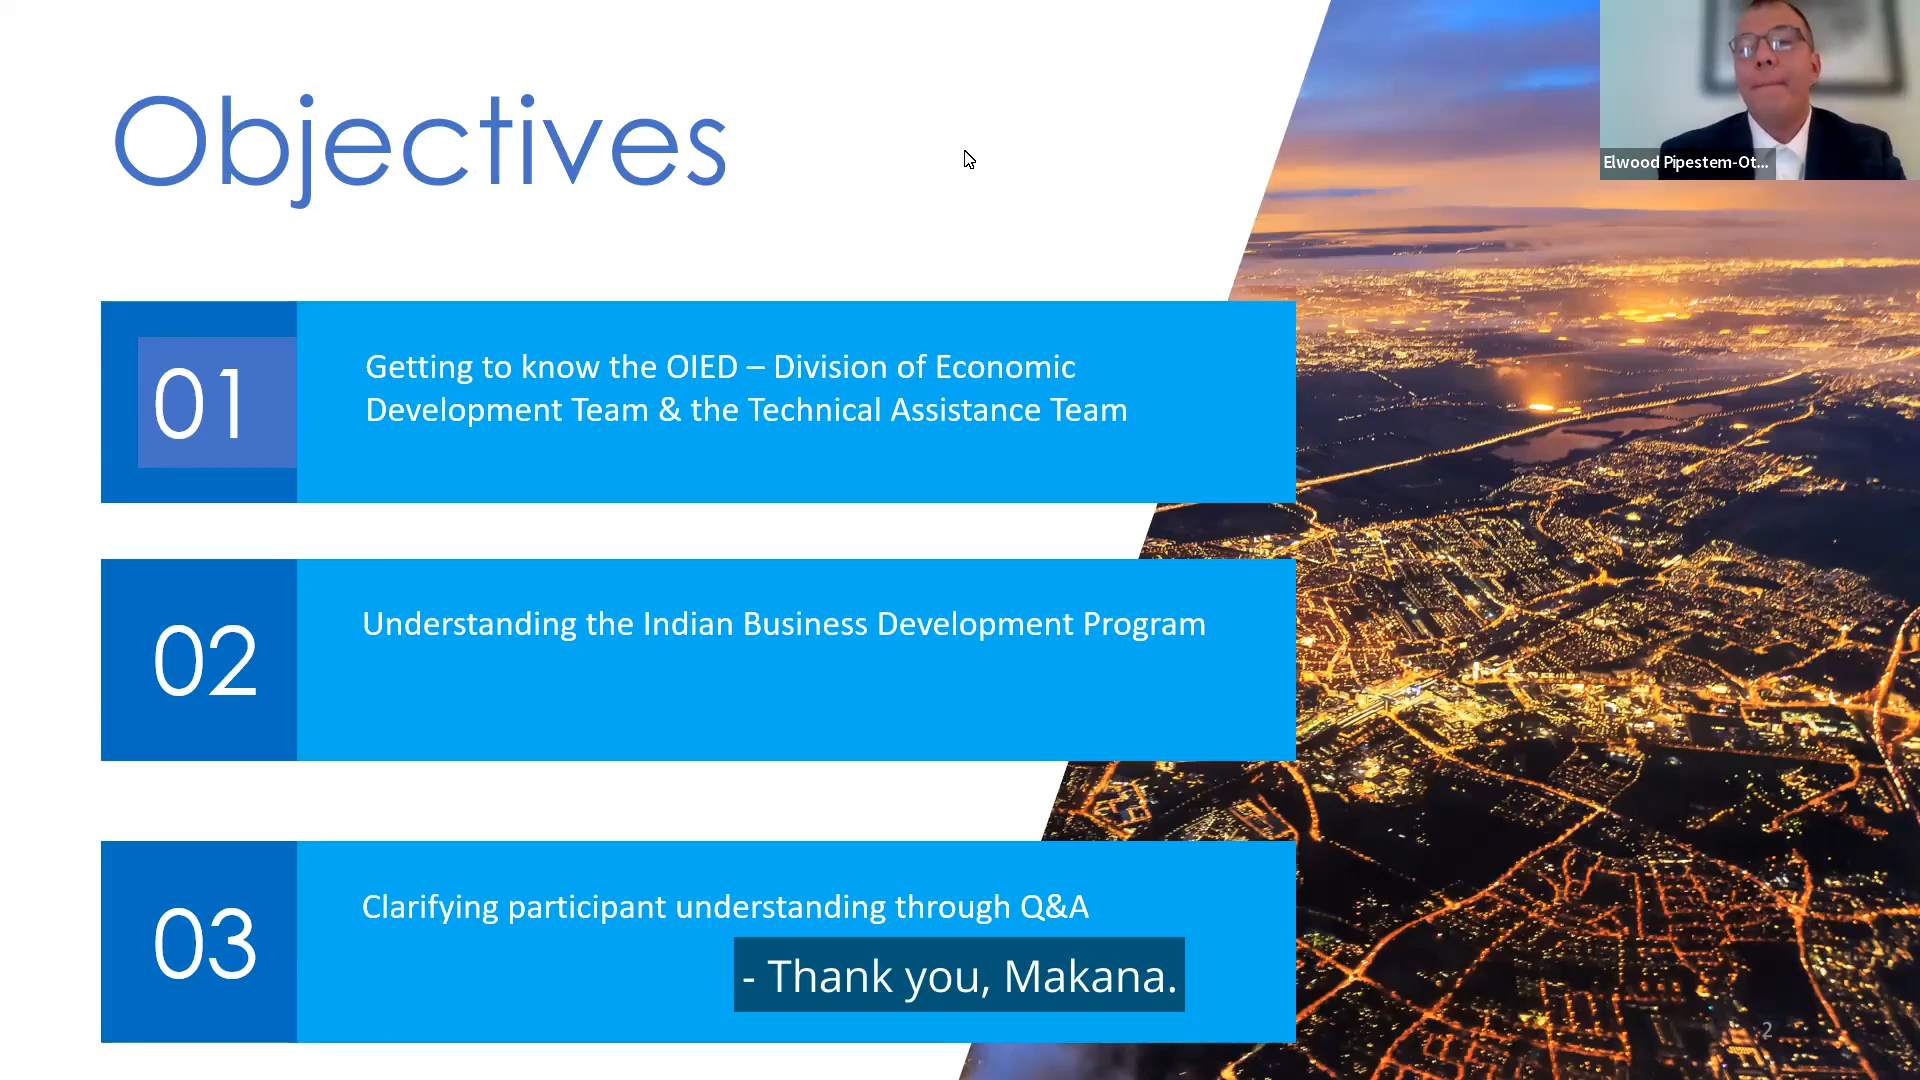 Objectives
Elwood Pipestem-Ot...
01
Getting to know the OIED – Division of Economic
Development Team & the Technical Assistance Team
02
Understanding the Indian Business Development Program
03
Clarifying participant understanding through Q&A
- Thank you, Makana.
2